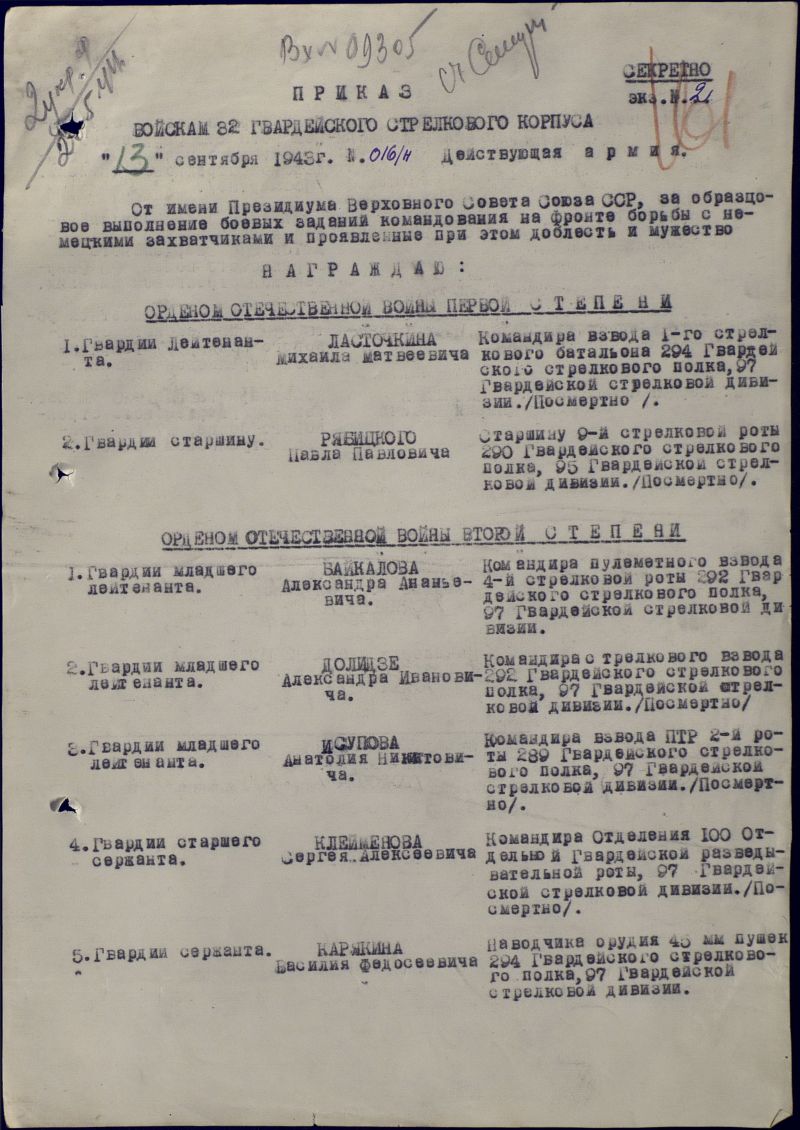 Вх № 09305
СЕКРЕТНО
П Р И К А З
экз.№.21
ВОЙСКАМ 32 ГВАРДЕЙСКОГО СТРЕЛКОВОГО КОРПУСА
"13" сентября 1943г. №.016/н Действующая а р м и я.
От имени Президиума Верховного Совета Союза ССР, за образцо-
вое выполнение боевых заданий командования на фронте борьбы с не-
мецкими захватчиками и проявленные при этом доблесть и мужество
Н А Г Р А Ж Д А Ю :
ОРДЕНОМ ОТЕЧЕСТВЕННОЙ ВОЙНЫ ПЕРВОЙ С Т Е П Е Н И
1.Гвардии Лейтенан-
та.
ЛАСТОЧКИНА
Михаила Матвеевича
Командира взвода 1-го стрел-
кового батальона 294 Гвардей
ского стрелкового полка,97
Гвардейской стрелковой диви-
зии./Посмертно /.
2.Гвардии старшину.
РЯБИЦКОГО
Павла Павловича
Старшину 9-й стрелковой роты
290 Гвардейского стрелкового
полка, 95 Гвардейской стрел-
ковой дивизии./Посмертно/.
ОРДЕНОМ ОТЕЧЕСТВЕННОЙ ВОЙНЫ ВТОРОЙ С Т Е П Е Н И
1.Гвардии младшего
лейтенанта.
БАЙКАЛОВА
Александра Ананье-
вича.
Командира пулеметного взвода
4-й стрелковой роты 292 Гвар
дейского стрелкового полка,
97 Гвардейской стрелковой ди
визии.
2.Гвардии младшего
лейтенанта.
ДОЛИДЗЕ
Александра Иванови-
ча.
Командира с трелкового взвода
292 Гвардейского стрелкового
полка, 97 Гвардейской стрел-
ковой дивизии./Посмертно/
3.Гвардии младшего
лейтенанта.
ИСУПОВА
Анатолия Никитови-
ча.
Командира взвода ПТР 2-й ро-
ты 289 Гвардейского стрелко-
вого полка, 97 Гвардейской
стрелковой дивизии./Посмерт-
но/.
4.Гвардии старшего
сержанта.
КЛЕЙМЕНОВА
Сергея Алексеевича
Командира Отделения 100 От-
дельной Гвардейской разведы-
вательной роты, 97 Гвардей-
ской стрелковой дивизии./По-
смертно/.
5.Гвардии сержанта.
КАРЯКИНА
Василия Федосеевича
Наводчика орудия 45 мм пушек
294 Гвардейского стрелково-
го полка,97 Гвардейской
стрелковой дивизии.